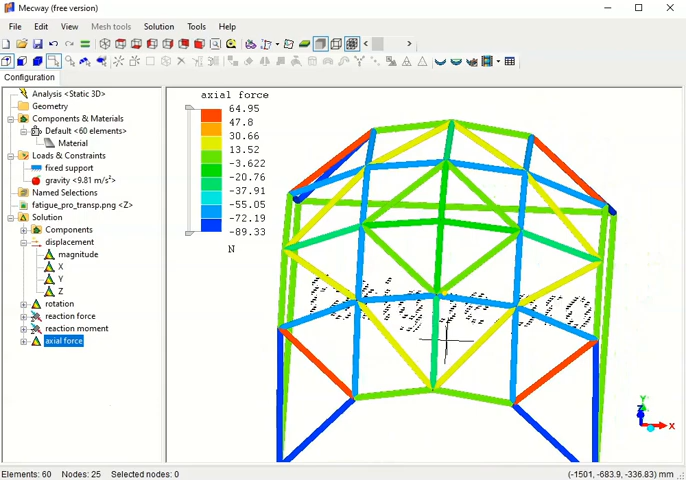 Mecway (free version)
File Edit View Mesh tools Solution Tools Help
Configuration
Analysis <Static 3D>
Geometry
Components & Materials
Default <60 elements>
Material
Loads & Constraints
fixed support
gravity <9.81 m/s²>
Named Selections
fatigue_pro_transp.png <Z>
Solution
Components
displacement
magnitude
X
Y
Z
rotation
reaction force
reaction moment
axial force
axial force
64.95
47.8
30.66
13.52
-3.622
-20.76
-37.91
-55.05
-72.19
-89.33
N
Y
Z
X
Elements: 60 Nodes: 25 Selected nodes: 0
(-1501, -683.9, -336.83) mm